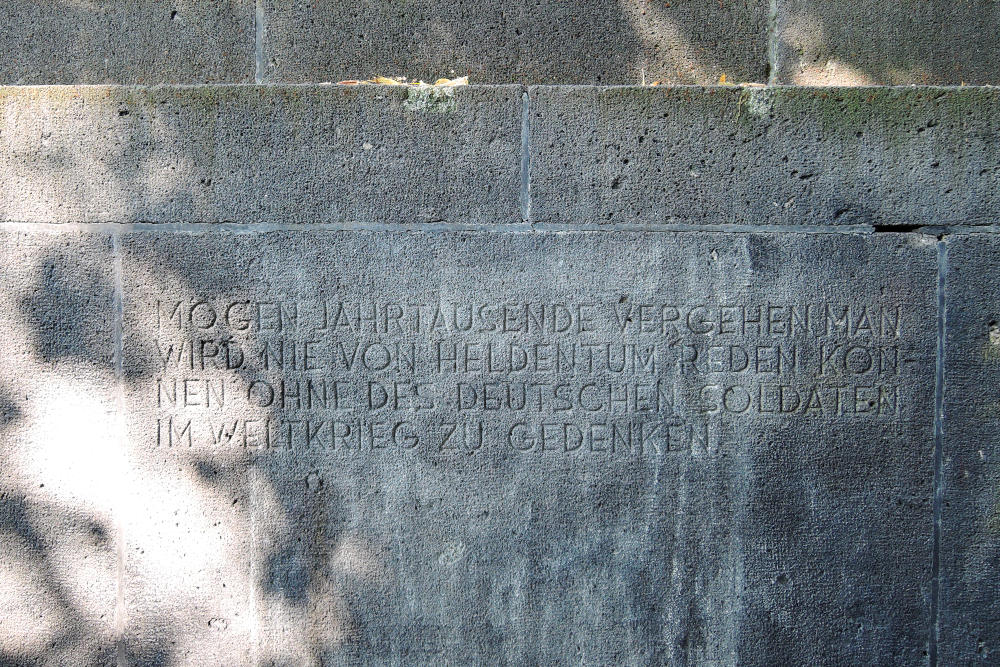 MÖGEN JAHRTAUSENDE VERGEHEN MAN
WIRD NIE VON HELDENTUM REDEN KÖN-
NEN OHNE DES DEUTSCHEN SOLDATEN
IM WELTKRIEG ZU GEDENKEN.